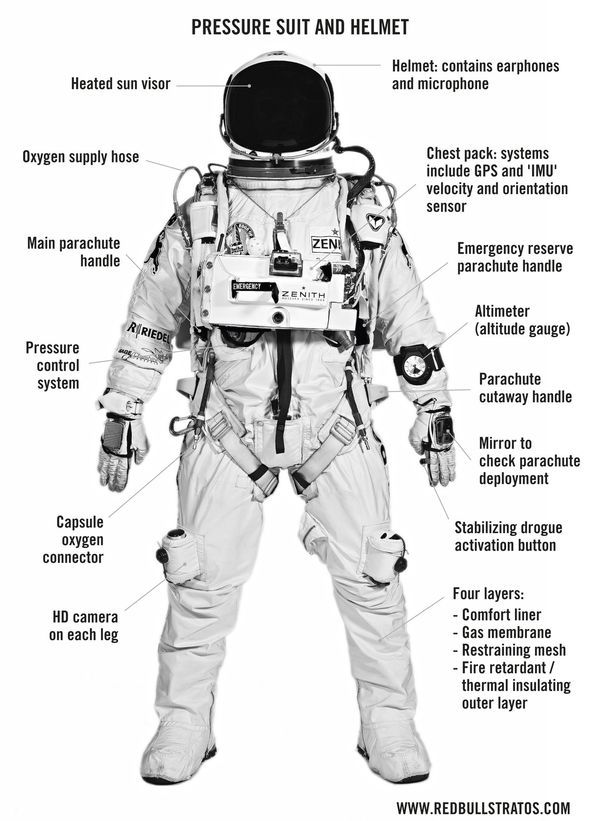 PRESSURE SUIT AND HELMET
Heated sun visor
Helmet: contains earphones
and microphone
Oxygen supply hose
Chest pack: systems
include GPS and 'IMU'
velocity and orientation
sensor
Main parachute
handle
ZENI
Emergency reserve
parachute handle
EMERGENCY
ZENITH
Altimeter
(altitude gauge)
RIEDEL
Pressure
control
system
Parachute
cutaway handle
Mirror to
check parachute
deployment
Capsule
oxygen
connector
Stabilizing drogue
activation button
HD camera
on each leg
Four layers:
- Comfort liner
- Gas membrane
- Restraining mesh
- Fire retardant /
thermal insulating
outer layer
WWW.REDBULLSTRATOS.COM